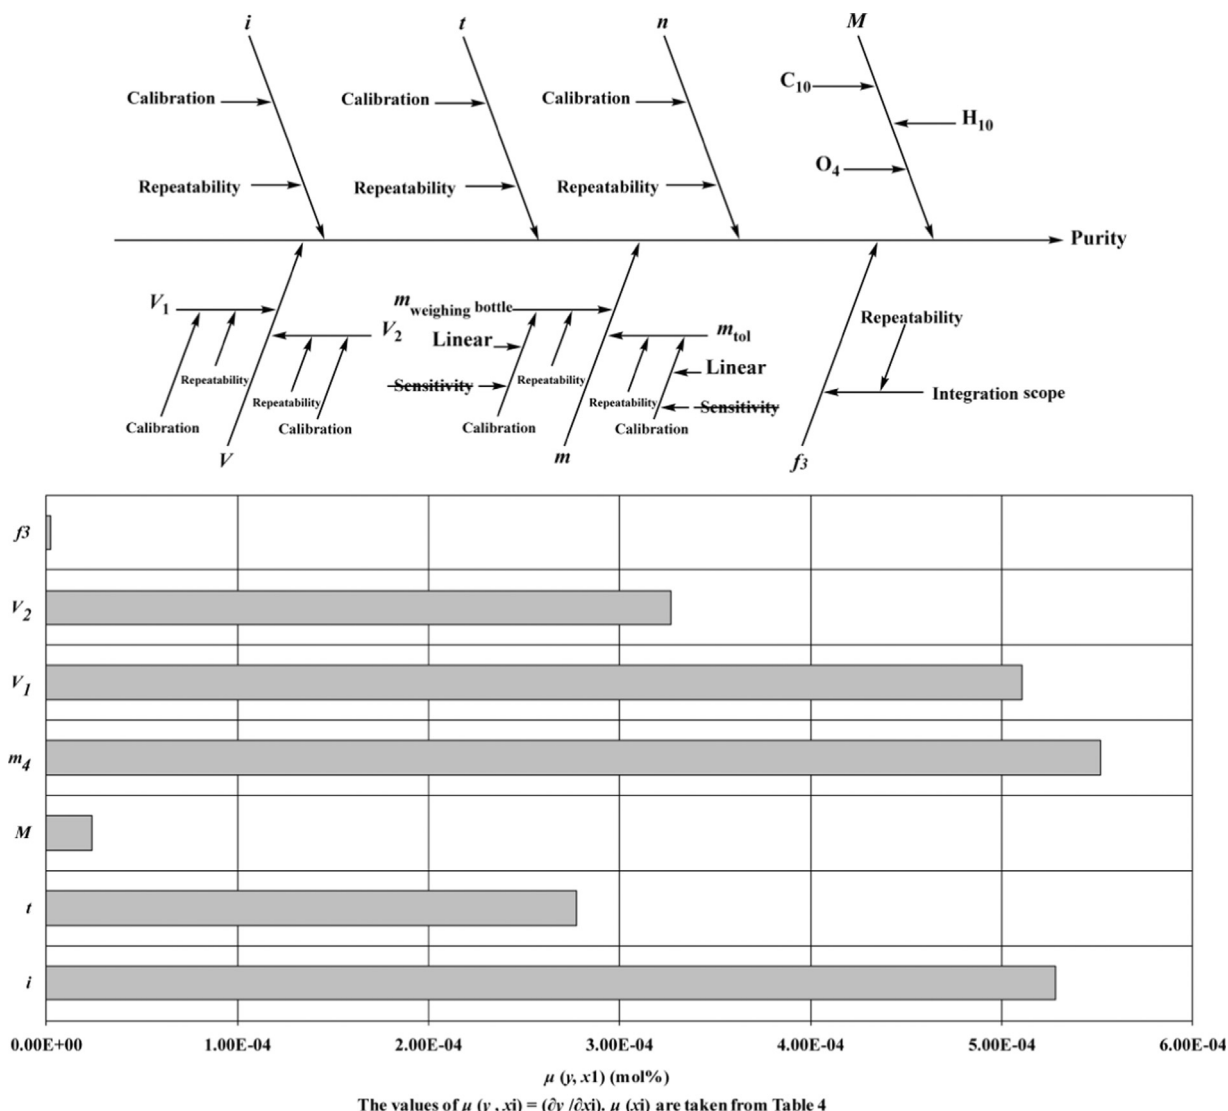 i t n M
Calibration Calibration Calibration C10
H10
Repeatability Repeatability Repeatability O4
Purity
V1 V2 mweighing bottle mtol
Linear Linear
Repeatability
Repeatability Repeatability
Sensitivity Sensitivity
Integration scope
Repeatability Repeatability
Calibration Calibration Calibration Calibration
V m f3
f3
V2
V1
m4
M
t
i
0.00E+00 1.00E-04 2.00E-04 3.00E-04 4.00E-04 5.00E-04 6.00E-04
μ (y, x1) (mol%)
The values of μ (y , xi) = (∂y /∂xi). μ (xi) are taken from Table 4